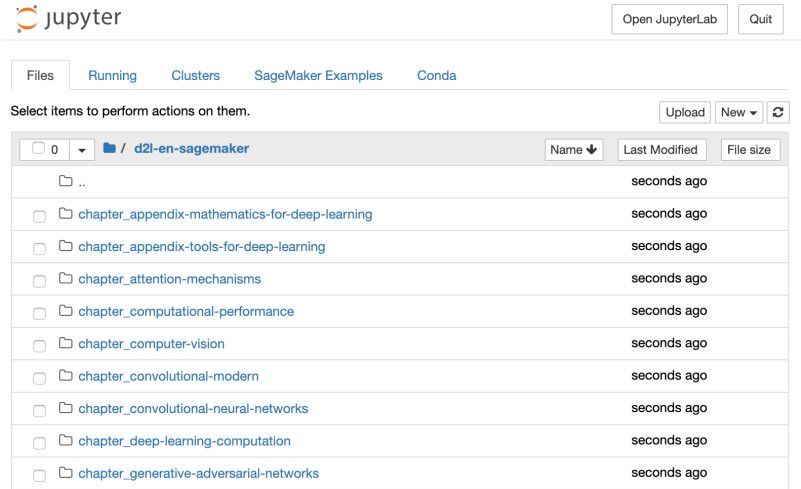 jupyter
Open JupyterLab Quit
Files Running Clusters SageMaker Examples Conda
Select items to perform actions on them.
Upload New
0 / d2l-en-sagemaker Name Last Modified File size
.. seconds ago
chapter_appendix-mathematics-for-deep-learning seconds ago
chapter_appendix-tools-for-deep-learning seconds ago
chapter_attention-mechanisms seconds ago
chapter_computational-performance seconds ago
chapter_computer-vision seconds ago
chapter_convolutional-modern seconds ago
chapter_convolutional-neural-networks seconds ago
chapter_deep-learning-computation seconds ago
chapter_generative-adversarial-networks seconds ago